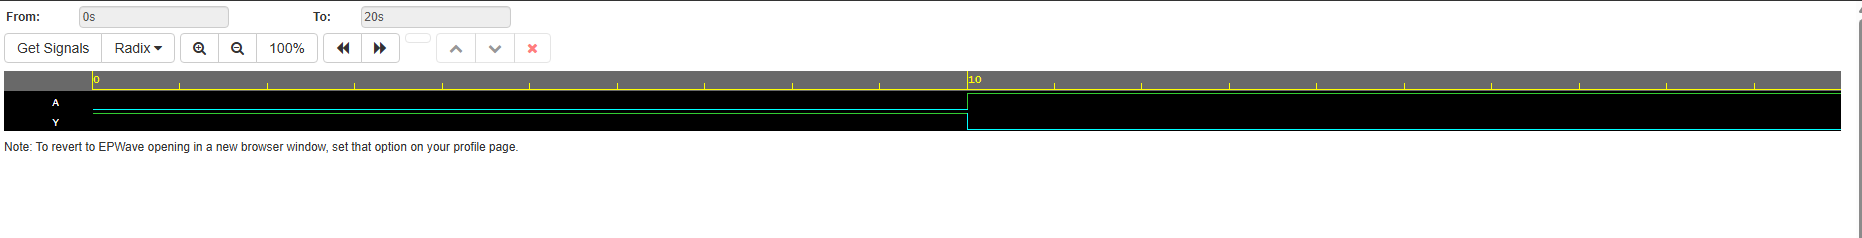 From: 0s To: 20s
Get Signals Radix 100%
0 10
A
Y
Note: To revert to EPWave opening in a new browser window, set that option on your profile page.